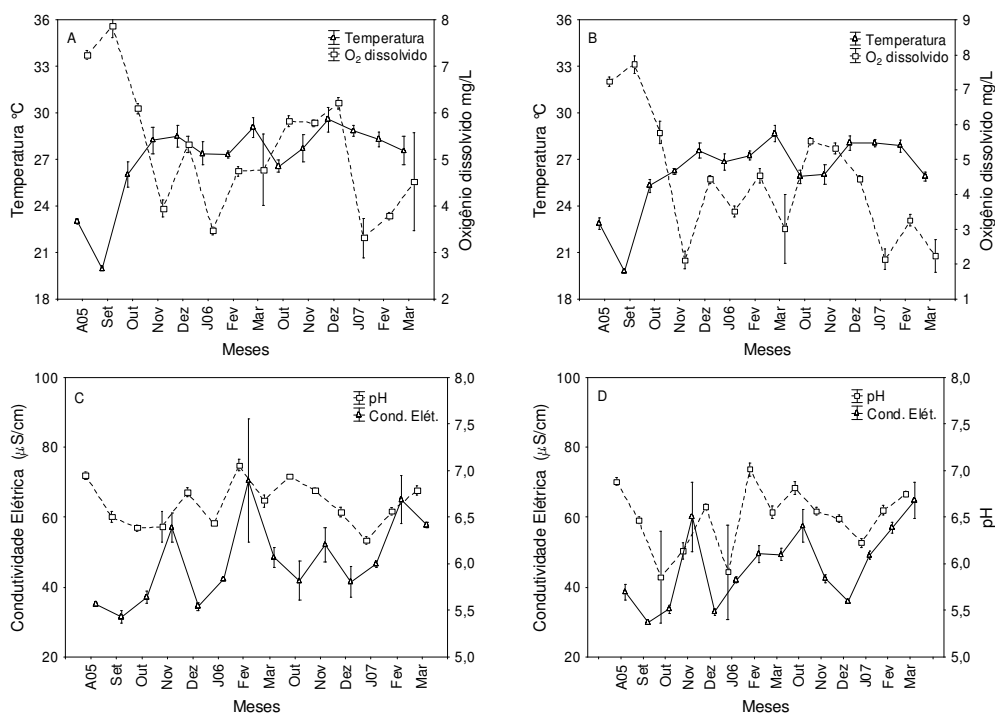 A
Temperatura
O₂ dissolvido
Temperatura °C
36
33
30
27
24
21
18
Oxigênio dissolvido mg/L
8
7
6
5
4
3
2
A05 Set Out Nov Dez J06 Fev Mar Out Nov Dez J07 Fev Mar
Meses
B
Temperatura
O₂ dissolvido
Temperatura °C
36
33
30
27
24
21
18
Oxigênio dissolvido mg/L
9
8
7
6
5
4
3
2
1
A05 Set Out Nov Dez J06 Fev Mar Out Nov Dez J07 Fev Mar
Meses
C
pH
Cond. Elét.
Condutividade Elétrica (μS/cm)
100
80
60
40
20
8,0
7,5
7,0
6,5
6,0
5,5
5,0
A05 Set Out Nov Dez J06 Fev Mar Out Nov Dez J07 Fev Mar
Meses
D
pH
Cond. Elét.
Condutividade Elétrica (μS/cm)
100
80
60
40
20
pH
8,0
7,5
7,0
6,5
6,0
5,5
5,0
A05 Set Out Nov Dez J06 Fev Mar Out Nov Dez J07 Fev Mar
Meses